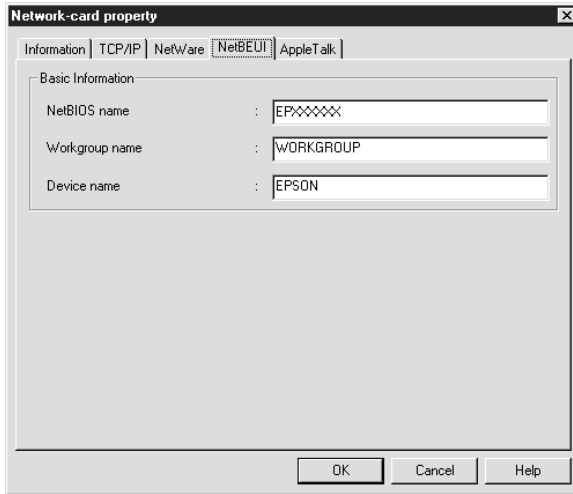 Network-card property
Information TCP/IP NetWare NetBEUI AppleTalk
Basic Information
NetBIOS name : EPXXXXXX
Workgroup name : WORKGROUP
Device name : EPSON
OK Cancel Help